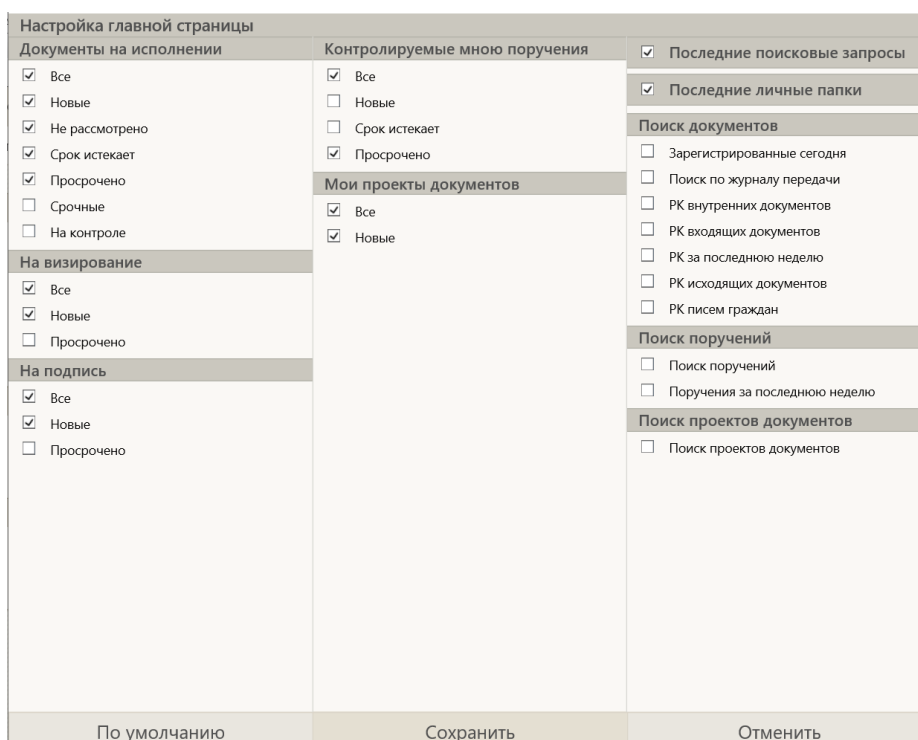 Настройка главной страницы
Документы на исполнении
Все
Новые
Не рассмотрено
Срок истекает
Просрочено
Срочные
На контроле
На визирование
Все
Новые
Просрочено
На подпись
Все
Новые
Просрочено
Контролируемые мною поручения
Все
Новые
Срок истекает
Просрочено
Мои проекты документов
Все
Новые
Последние поисковые запросы
Последние личные папки
Поиск документов
Зарегистрированные сегодня
Поиск по журналу передачи
РК внутренних документов
РК входящих документов
РК за последнюю неделю
РК исходящих документов
РК писем граждан
Поиск поручений
Поиск поручений
Поручения за последнюю неделю
Поиск проектов документов
Поиск проектов документов
По умолчанию
Сохранить
Отменить